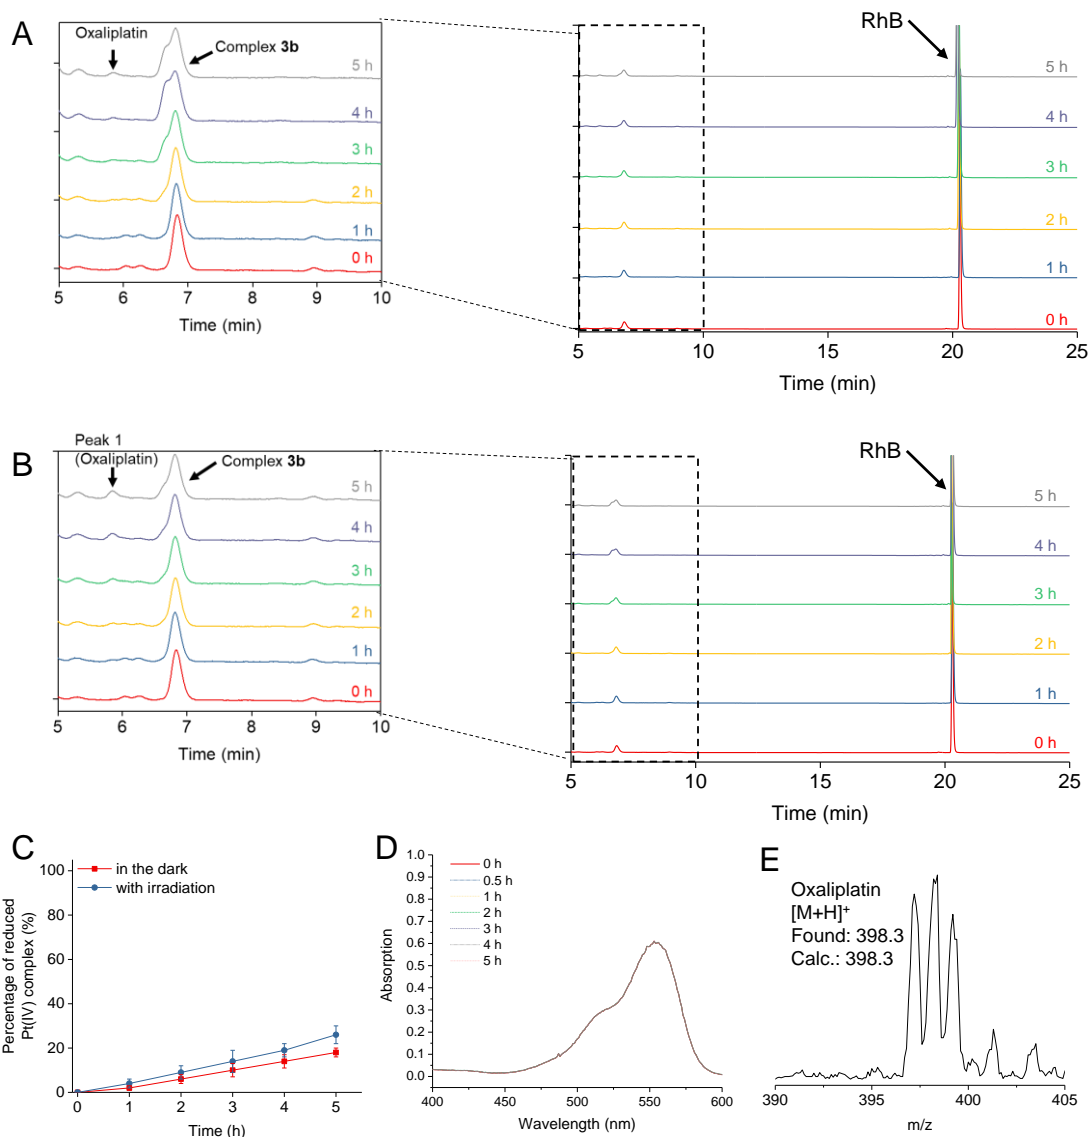 A
Oxaliplatin
Complex 3b
5 h
4 h
3 h
2 h
1 h
0 h
5 6 7 8 9 10
Time (min)
RhB
5 h
4 h
3 h
2 h
1 h
0 h
5 10 15 20 25
Time (min)
B
Peak 1
(Oxaliplatin)
Complex 3b
5 h
4 h
3 h
2 h
1 h
0 h
5 6 7 8 9 10
Time (min)
RhB
5 h
4 h
3 h
2 h
1 h
0 h
5 10 15 20 25
Time (min)
C
in the dark
with irradiation
Percentage of reduced
Pt(IV) complex (%)
100
80
60
40
20
0
0 1 2 3 4 5
Time (h)
D
0 h
0.5 h
1 h
2 h
3 h
4 h
5 h
Absorption
1.0
0.9
0.8
0.7
0.6
0.5
0.4
0.3
0.2
0.1
0.0
400 450 500 550 600
Wavelength (nm)
E
Oxaliplatin
[M+H]+
Found: 398.3
Calc.: 398.3
390 395 400 405
m/z